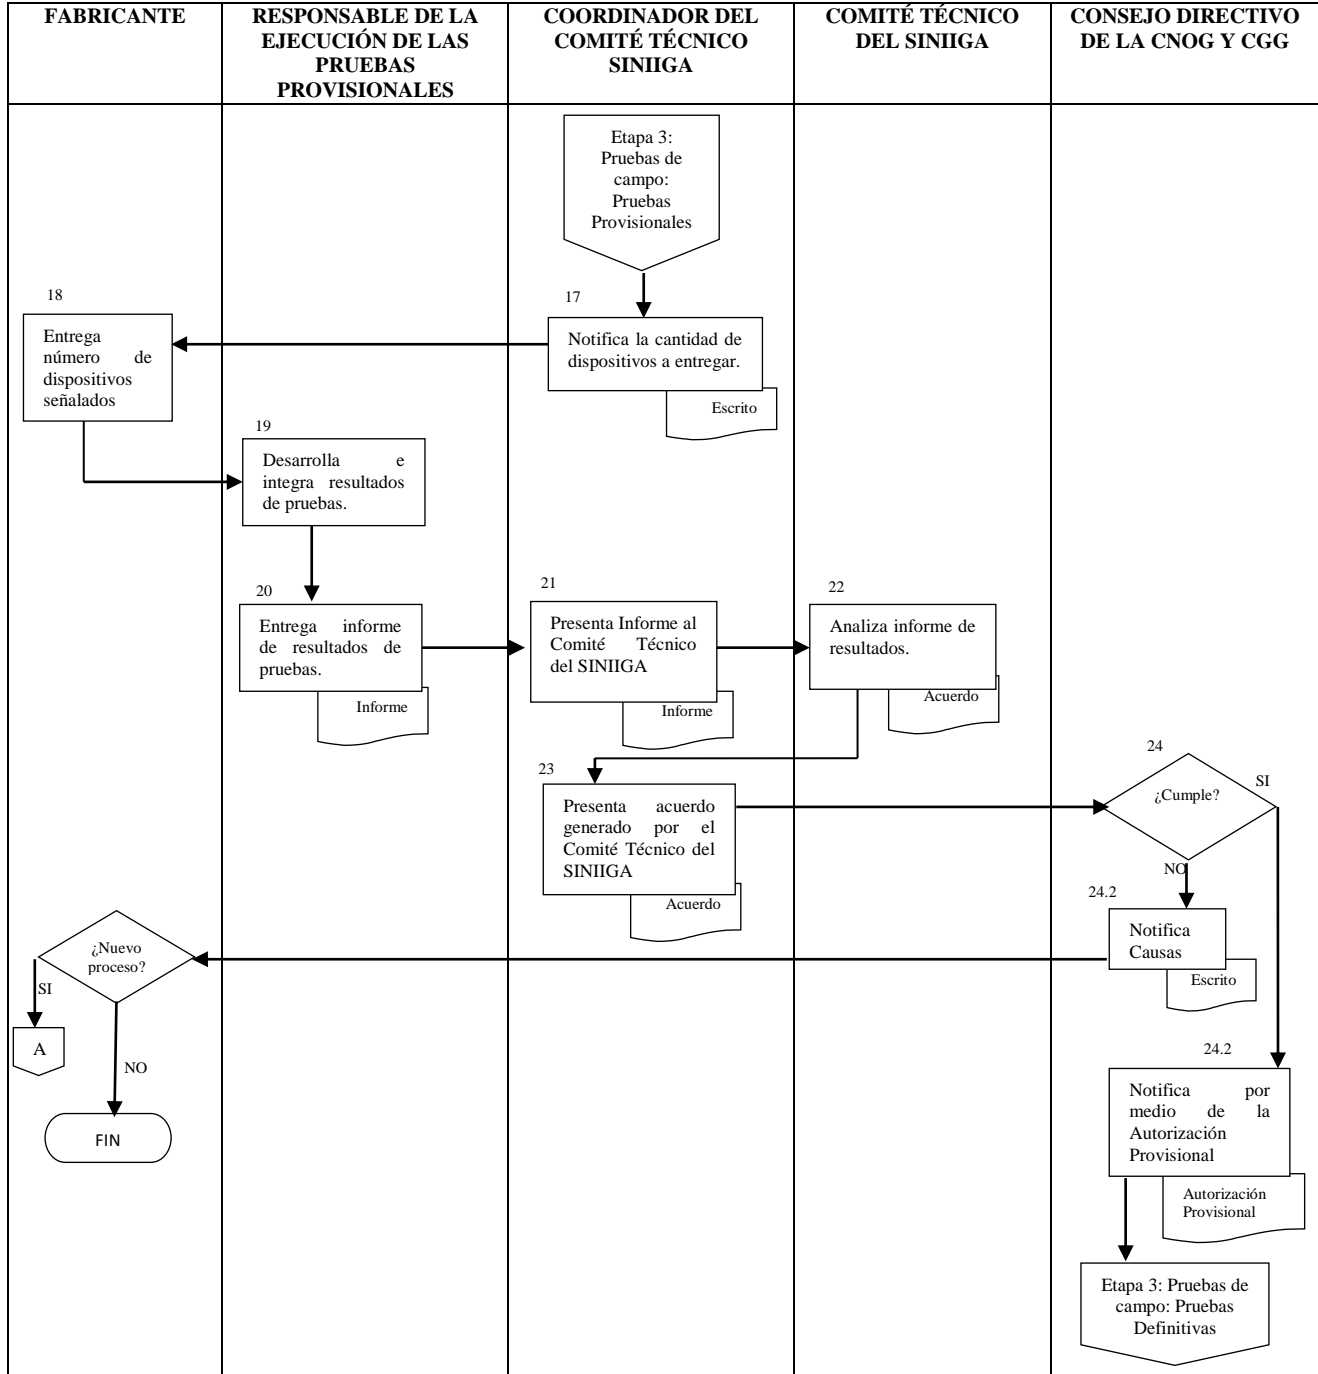 FABRICANTE
RESPONSABLE DE LA
EJECUCIÓN DE LAS
PRUEBAS
PROVISIONALES
COORDINADOR DEL
COMITÉ TÉCNICO
SINIIGA
COMITÉ TÉCNICO
DEL SINIIGA
CONSEJO DIRECTIVO
DE LA CNOG Y CGG
Etapa 3:
Pruebas de
campo:
Pruebas
Provisionales
17
Notifica la cantidad de
dispositivos a entregar.
Escrito
18
Entrega
número de
dispositivos
señalados
19
Desarrolla e
integra resultados
de pruebas.
20
Entrega informe
de resultados de
pruebas.
Informe
21
Presenta Informe al
Comité Técnico
del SINIIGA
Informe
22
Analiza informe de
resultados.
Acuerdo
23
Presenta acuerdo
generado por el
Comité Técnico del
SINIIGA
Acuerdo
24
¿Cumple?
SI
NO
24.2
Notifica
Causas
Escrito
¿Nuevo
proceso?
SI
A
NO
FIN
24.2
Notifica por
medio de la
Autorización
Provisional
Autorización
Provisional
Etapa 3: Pruebas de
campo: Pruebas
Definitivas